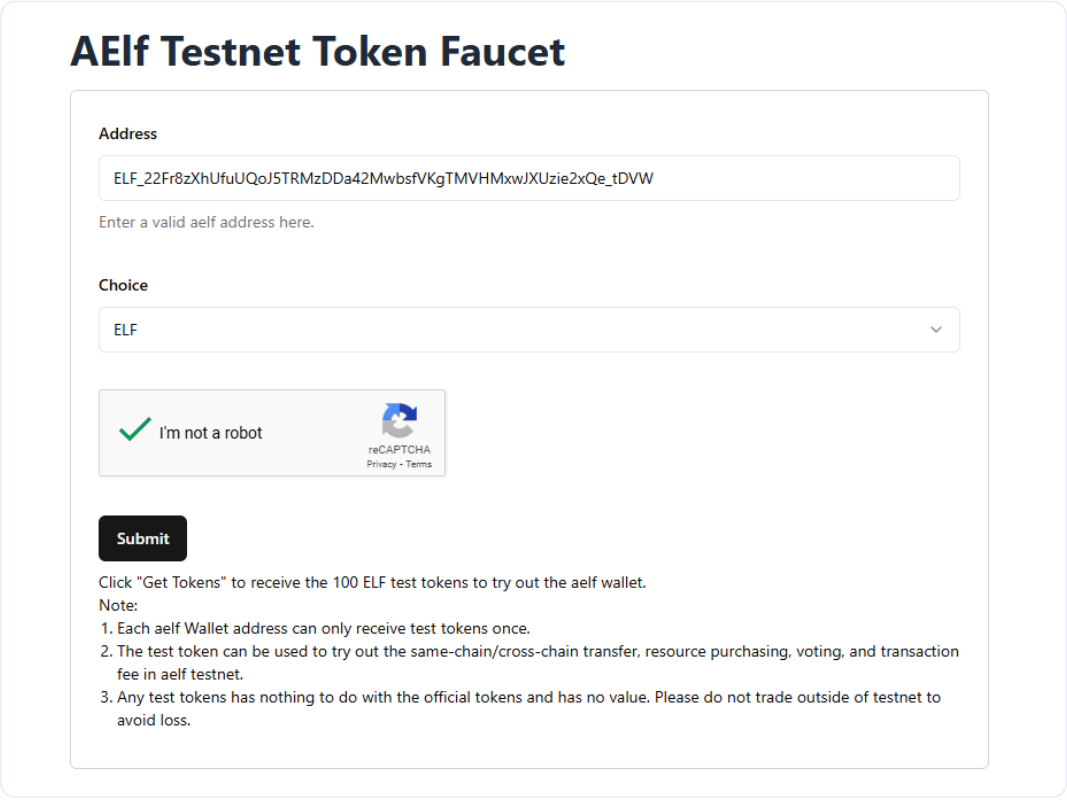 AElf Testnet Token Faucet
Address
ELF_22Fr8zXhUfuUQoJ5TRMzDDa42MwbsfVKgTMVHMxwJXUzie2xQe_tDVW
Enter a valid aelf address here.
Choice
ELF
I'm not a robot
reCAPTCHA
Privacy - Terms
Submit
Click "Get Tokens" to receive the 100 ELF test tokens to try out the aelf wallet.
Note:
1. Each aelf Wallet address can only receive test tokens once.
2. The test token can be used to try out the same-chain/cross-chain transfer, resource purchasing, voting, and transaction
fee in aelf testnet.
3. Any test tokens has nothing to do with the official tokens and has no value. Please do not trade outside of testnet to
avoid loss.